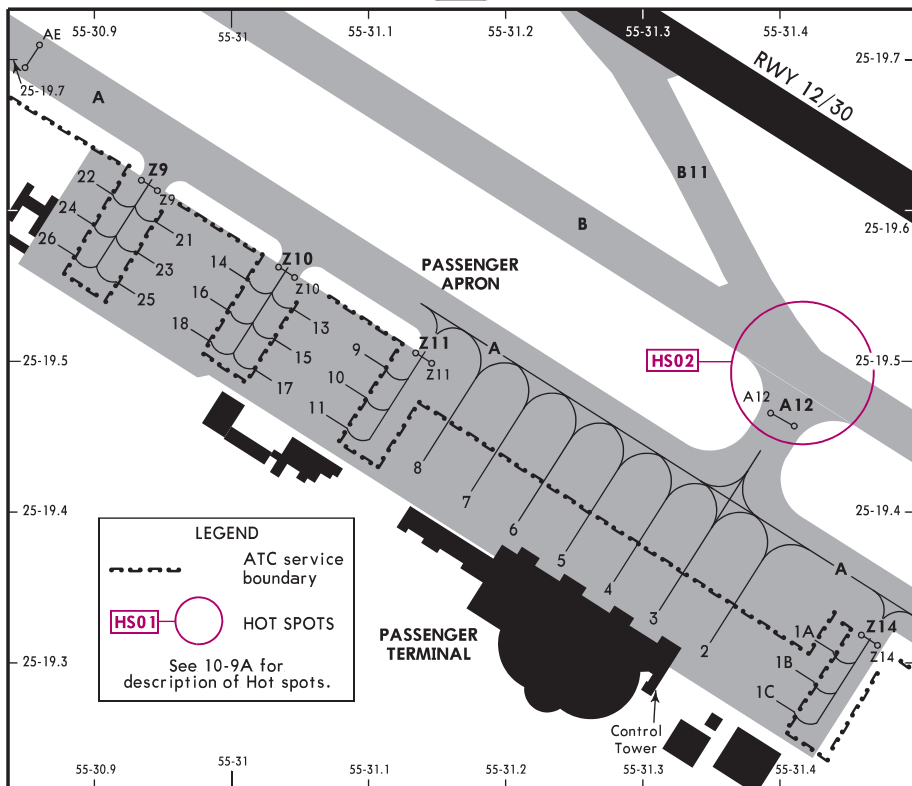 55-30.9
55-31
55-31.1
55-31.2
55-31.3
55-31.4
AE
25-19.7
A
25-19.7
RWY 12/30
Z9
Z9
B11
22
24
26
21
23
25
B
25-19.6
Z10
Z10
14
16
18
13
15
17
PASSENGER
APRON
A
Z11
Z11
9
10
11
25-19.5
HS02
25-19.5
A12
A12
8
7
6
5
4
3
2
25-19.4
25-19.4
LEGEND
ATC service
boundary
HS01
HOT SPOTS
See 10-9A for
description of Hot spots.
A
PASSENGER
TERMINAL
1A
1B
1C
Z14
Z14
25-19.3
25-19.3
Control
Tower
55-30.9
55-31
55-31.1
55-31.2
55-31.3
55-31.4